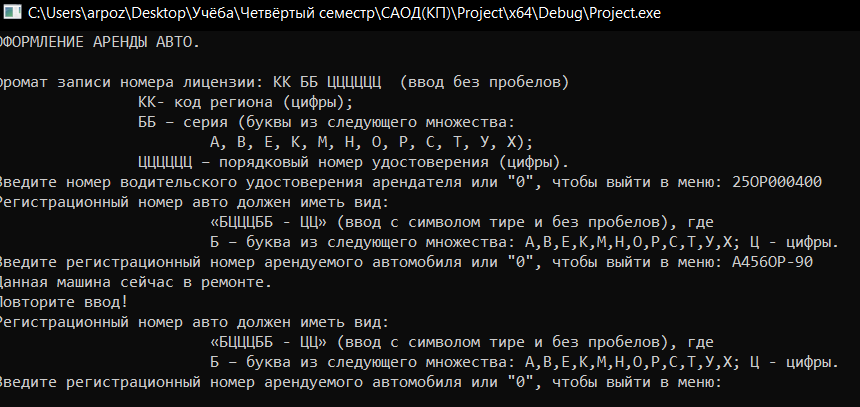 C:\Users\arpoz\Desktop\Учёба\Четвёртый семестр\САОД(КП)\Project\x64\Debug\Project.exe
ОФОРМЛЕНИЕ АРЕНДЫ АВТО.
Формат записи номера лицензии: КК ББ ЦЦЦЦЦЦ (ввод без пробелов)
КК- код региона (цифры);
ББ – серия (буквы из следующего множества:
А, В, Е, К, М, Н, О, Р, С, Т, У, Х);
ЦЦЦЦЦЦ – порядковый номер удостоверения (цифры).
Введите номер водительского удостоверения арендателя или "0", чтобы выйти в меню: 25ОР000400
Регистрационный номер авто должен иметь вид:
«БЦЦЦББ - ЦЦ» (ввод с символом тире и без пробелов), где
Б – буква из следующего множества: А,В,Е,К,М,Н,О,Р,С,Т,У,Х; Ц - цифры.
Введите регистрационный номер арендуемого автомобиля или "0", чтобы выйти в меню: А456ОР-90
Данная машина сейчас в ремонте.
Повторите ввод!
Регистрационный номер авто должен иметь вид:
«БЦЦЦББ - ЦЦ» (ввод с символом тире и без пробелов), где
Б – буква из следующего множества: А,В,Е,К,М,Н,О,Р,С,Т,У,Х; Ц - цифры.
Введите регистрационный номер арендуемого автомобиля или "0", чтобы выйти в меню: